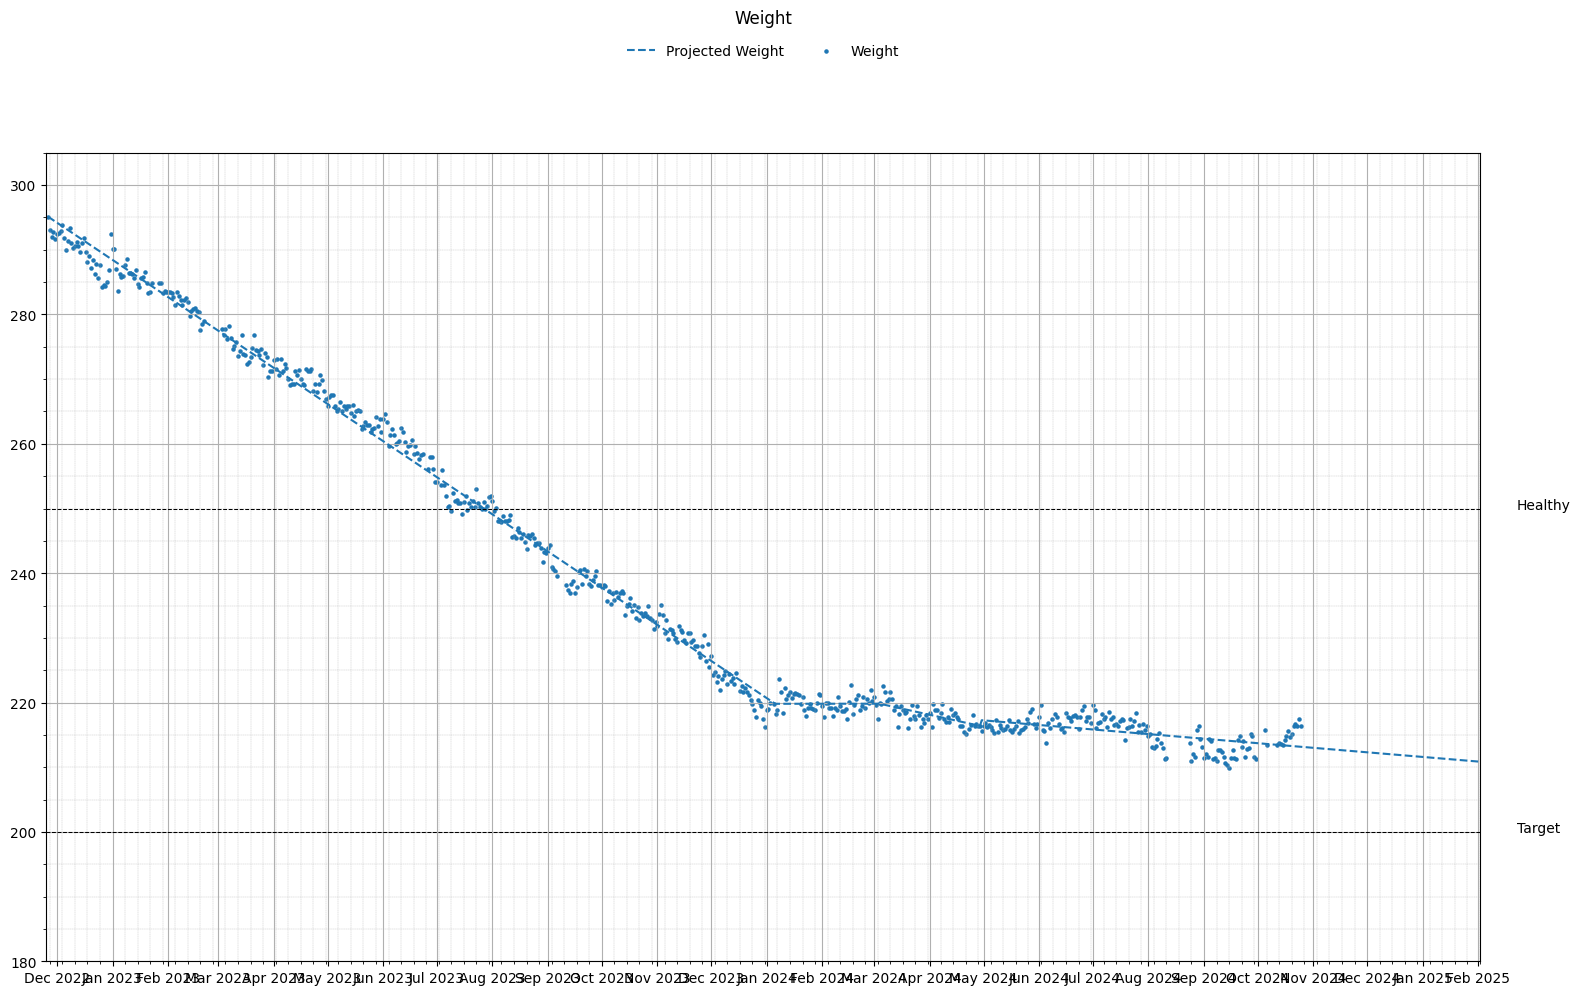 Weight
Projected Weight Weight
300
280
260
Healthy
240
220
Target
200
180
Dec 2022 Jan 2023 Feb 2023 Mar 2023 Apr 2023 May 2023 Jun 2023 Jul 2023 Aug 2023 Sep 2023 Oct 2023 Nov 2023 Dec 2023 Jan 2024 Feb 2024 Mar 2024 Apr 2024 May 2024 Jun 2024 Jul 2024 Aug 2024 Sep 2024 Oct 2024 Nov 2024 Dec 2024 Jan 2025 Feb 2025